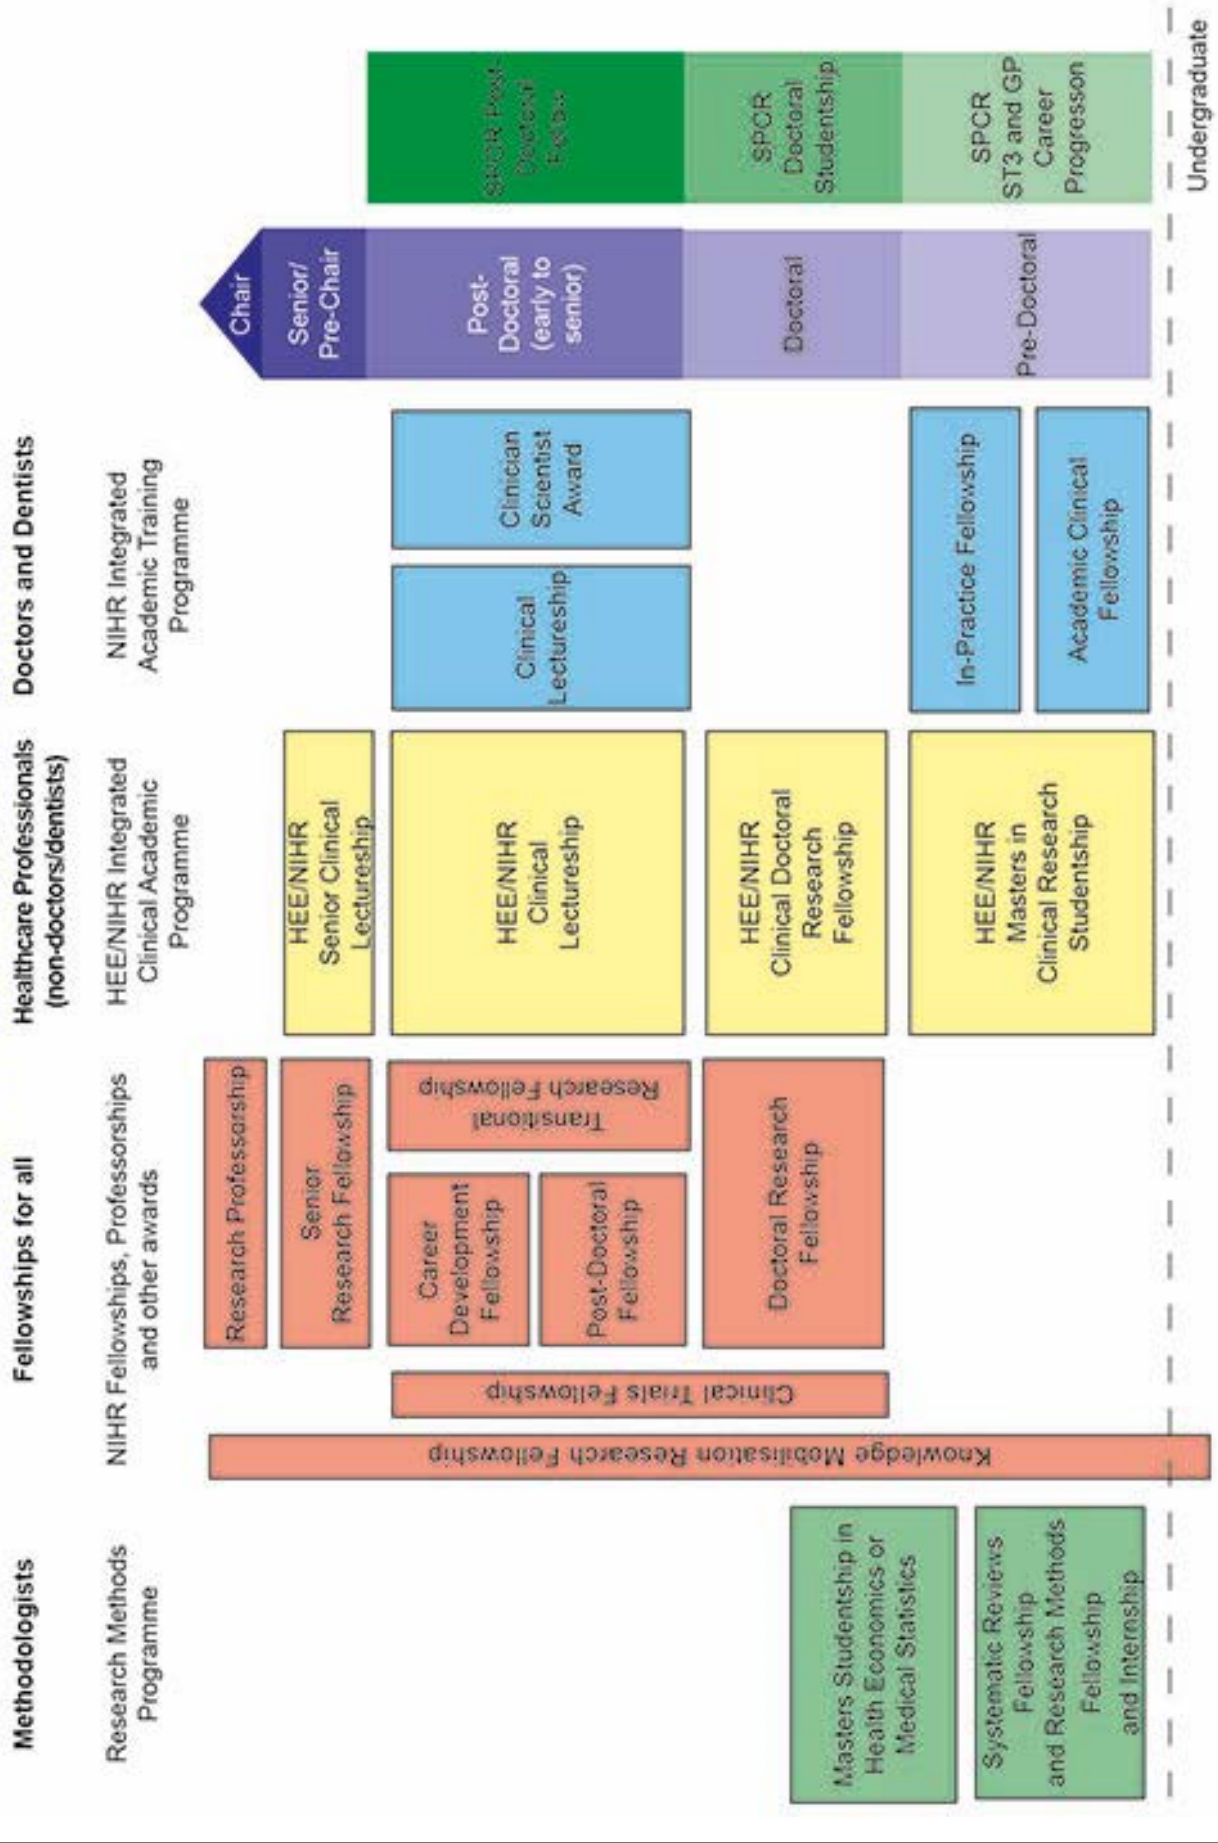 Methodologists
Research Methods
Programme
Masters Studentship in
Health Economics or
Medical Statistics
Systematic Reviews
Fellowship
and Research Methods
Fellowship
and Internship
Fellowships for all
NIHR Fellowships, Professorships
and other awards
Knowledge Mobilisation Research Fellowship
Clinical Trials Fellowship
Research Professorship
Senior
Research Fellowship
Career
Development
Fellowship
Post-Doctoral
Fellowship
Transitional
Research Fellowship
Doctoral Research
Fellowship
Healthcare Professionals
(non-doctors/dentists)
HEE/NIHR Integrated
Clinical Academic
Programme
HEE/NIHR
Senior Clinical
Lectureship
HEE/NIHR
Clinical
Lectureship
HEE/NIHR
Clinical Doctoral
Research
Fellowship
HEE/NIHR
Masters in
Clinical Research
Studentship
Doctors and Dentists
NIHR Integrated
Academic Training
Programme
Clinical
Lectureship
Clinician
Scientist
Award
In-Practice Fellowship
Academic Clinical
Fellowship
Chair
Senior/
Pre-Chair
Post-
Doctoral
(early to
senior)
Doctoral
Pre-Doctoral
SPCR Post-
Doctoral
Fellow
SPCR
Doctoral
Studentship
SPCR
ST3 and GP
Career
Progresson
Undergraduate